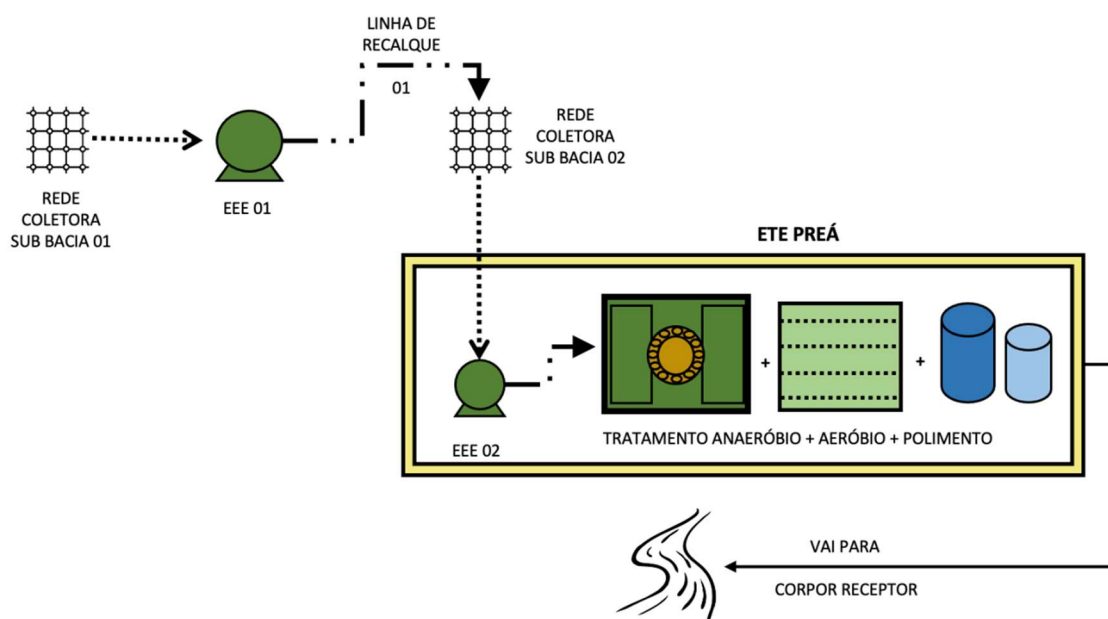 LINHA DE
RECALQUE
01
REDE
COLETORA
SUB BACIA 02
REDE
COLETORA
SUB BACIA 01
EEE 01
ETE PREÁ
+
+
EEE 02
TRATAMENTO ANAERÓBIO + AERÓBIO + POLIMENTO
VAI PARA
CORPOR RECEPTOR